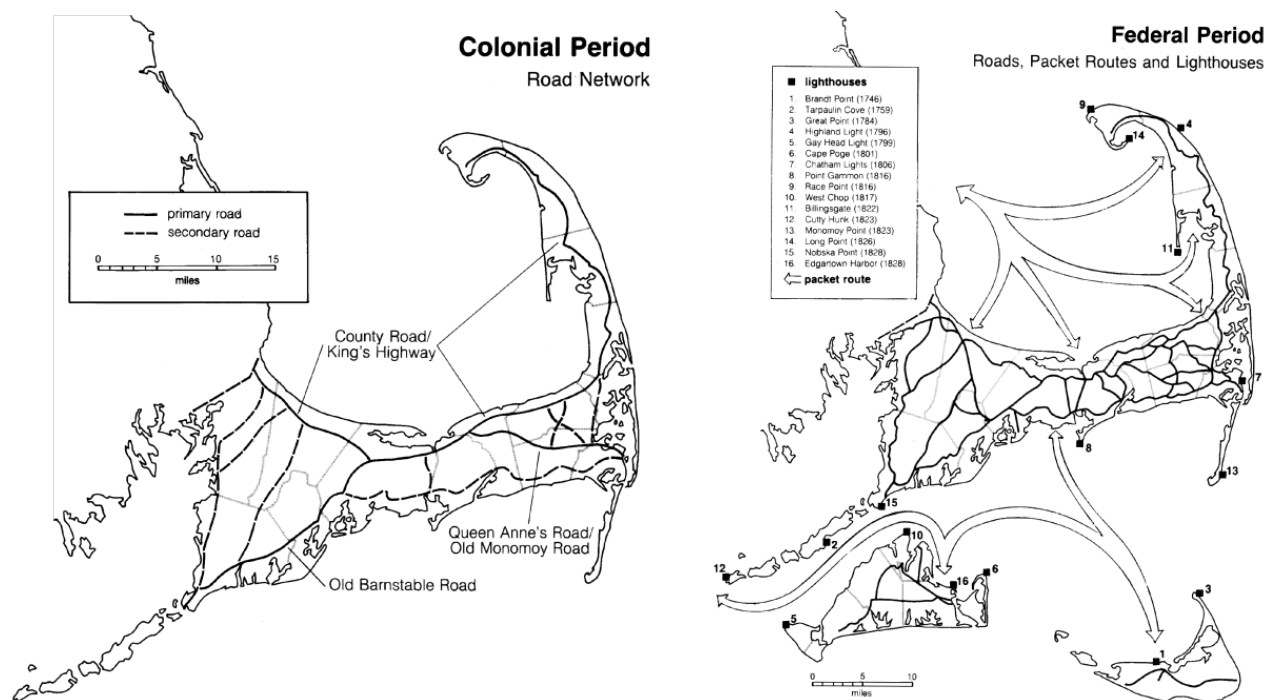 Colonial Period
Road Network
primary road
secondary road
0 5 10 15
miles
County Road/
King's Highway
Queen Anne's Road/
Old Monomoy Road
Old Barnstable Road
Federal Period
Roads, Packet Routes and Lighthouses
lighthouses
1. Brandt Point (1746)
2. Tarpaulin Cove (1759)
3. Great Point (1784)
4. Highland Light (1796)
5. Gay Head Light (1799)
6. Cape Poge (1801)
7. Chatham Lights (1806)
8. Point Gammon (1816)
9. Race Point (1816)
10. West Chop (1817)
11. Billingsgate (1822)
12. Cutty Hunk (1823)
13. Monomoy Point (1823)
14. Long Point (1826)
15. Nobska Point (1828)
16. Edgartown Harbor (1828)
packet route
9
4
14
11
7
8
13
15
2
10
12
16
6
3
5
1
0 5 10
miles